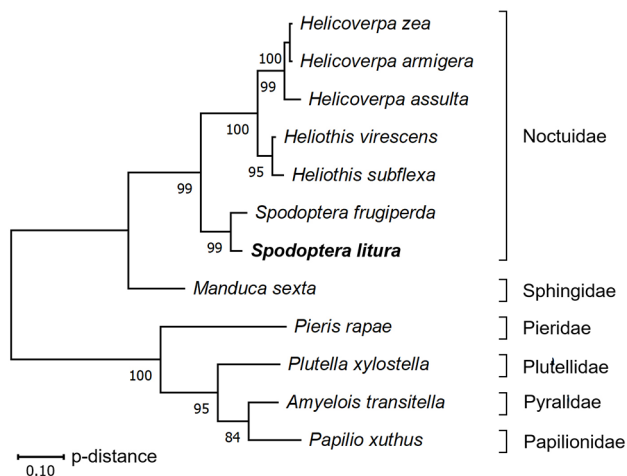 Helicoverpa zea
100
Helicoverpa armigera
99
Helicoverpa assulta
100
Heliothis virescens
Noctuidae
95
Heliothis subflexa
99
Spodoptera frugiperda
99
Spodoptera litura
Manduca sexta
Sphingidae
Pieris rapae
Pieridae
100
Plutella xylostella
Plutellidae
95
Amyelois transitella
Pyralldae
84
Papilio xuthus
Papilionidae
p-distance
0.10